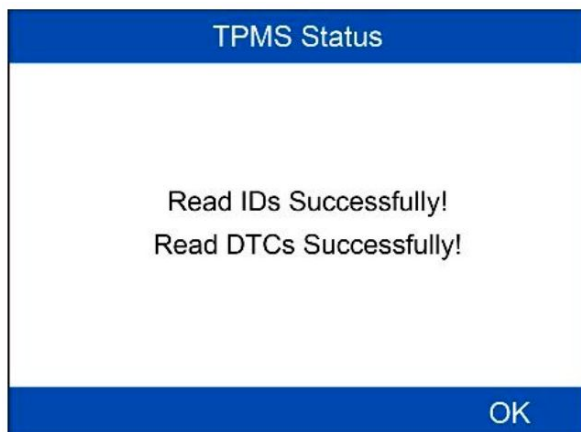 TPMS Status
Read IDs Successfully!
Read DTCs Successfully!
OK